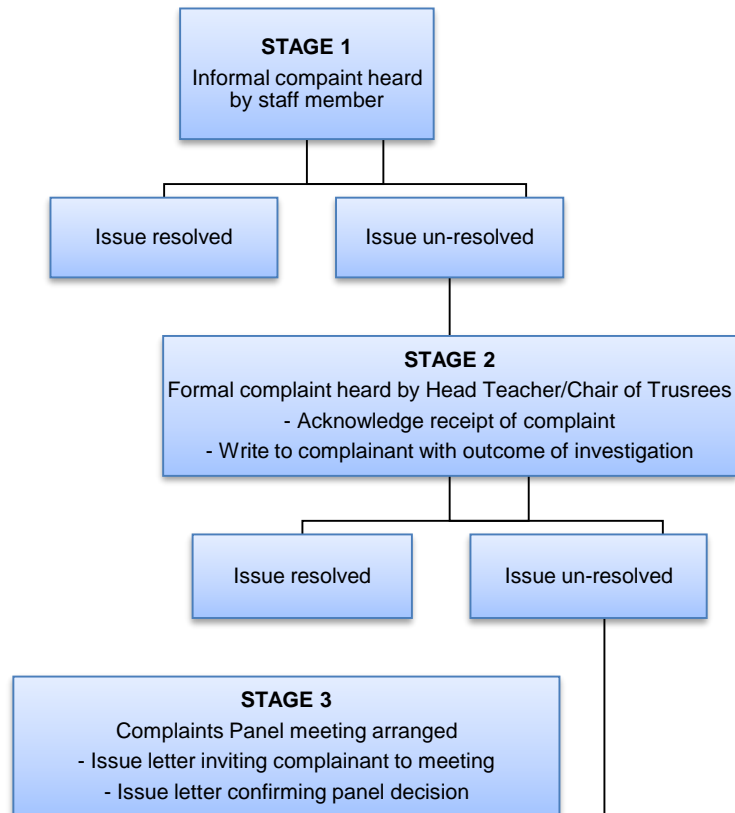 STAGE 1
Informal compaint heard
by staff member
Issue resolved
Issue un-resolved
STAGE 2
Formal complaint heard by Head Teacher/Chair of Trusrees
- Acknowledge receipt of complaint
- Write to complainant with outcome of investigation
Issue resolved
Issue un-resolved
STAGE 3
Complaints Panel meeting arranged
- Issue letter inviting complainant to meeting
- Issue letter confirming panel decision